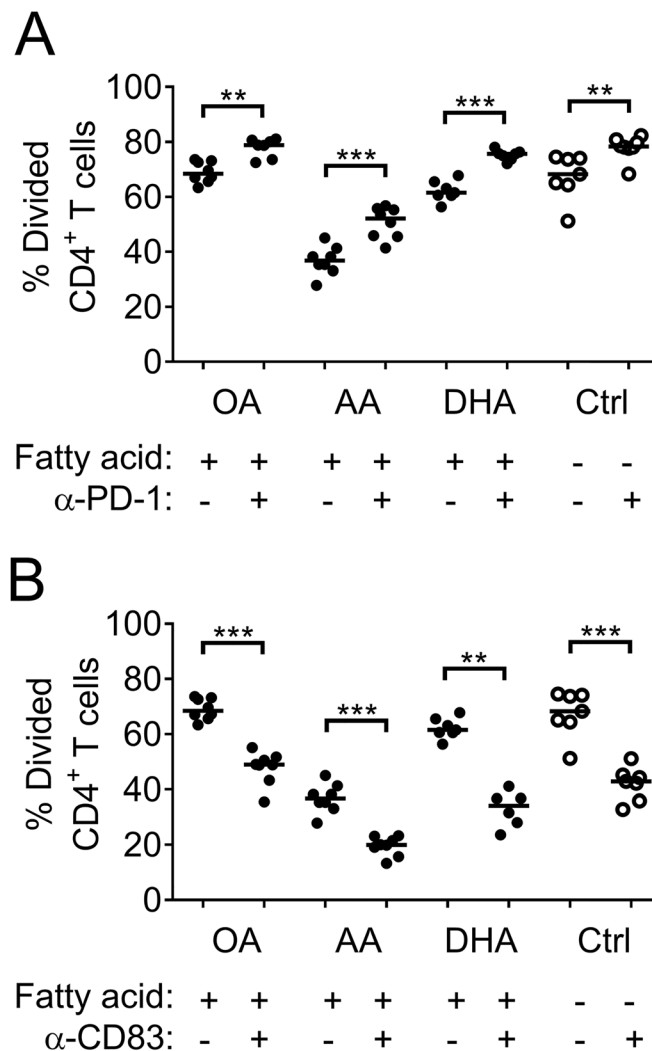 A
100
80
60
40
20
0
% Divided
CD4+ T cells
** *** *** **
OA AA DHA Ctrl
Fatty acid: + + + + + + - -
α-PD-1: - + - + - + - +
B
100
80
60
40
20
0
% Divided
CD4+ T cells
*** *** ** ***
OA AA DHA Ctrl
Fatty acid: + + + + + + - -
α-CD83: - + - + - + - +